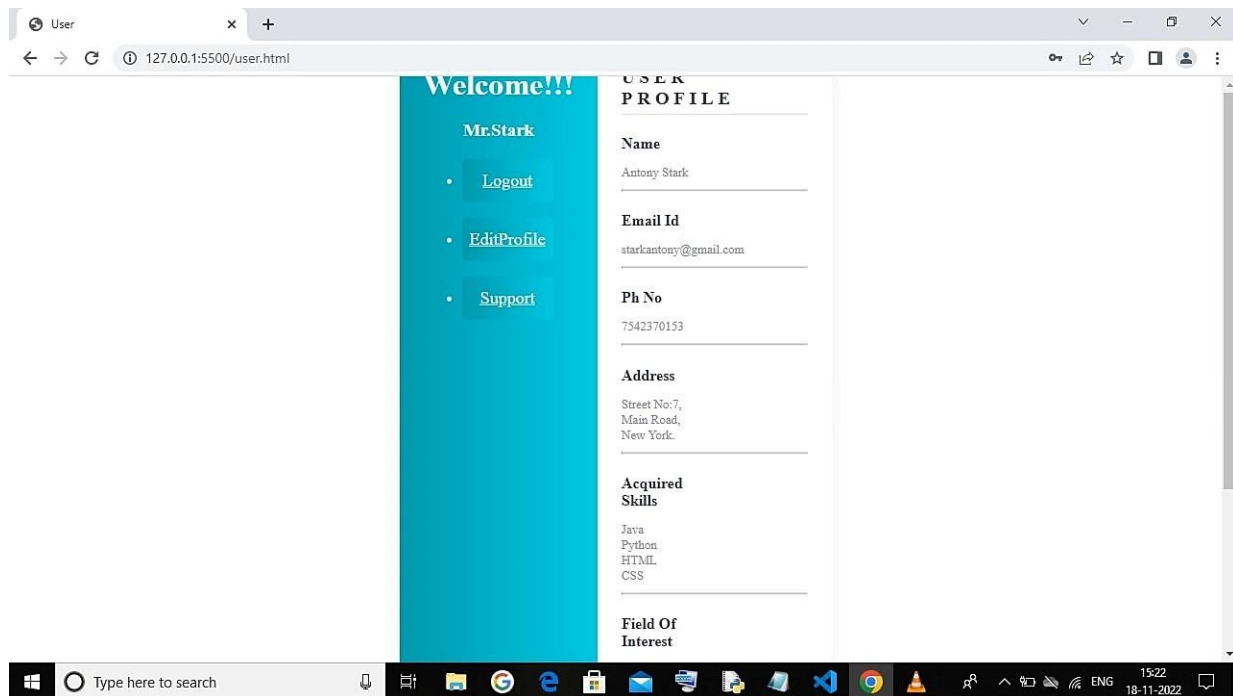 User
127.0.0.1:5500/user.html
Welcome!!!
Mr.Stark
Logout
EditProfile
Support
USER
PROFILE
Name
Antony Stark
Email Id
starkantony@gmail.com
Ph No
7542370153
Address
Street No:7,
Main Road,
New York.
Acquired
Skills
Java
Python
HTML
CSS
Field Of
Interest
Type here to search
ENG
15:22
18-11-2022